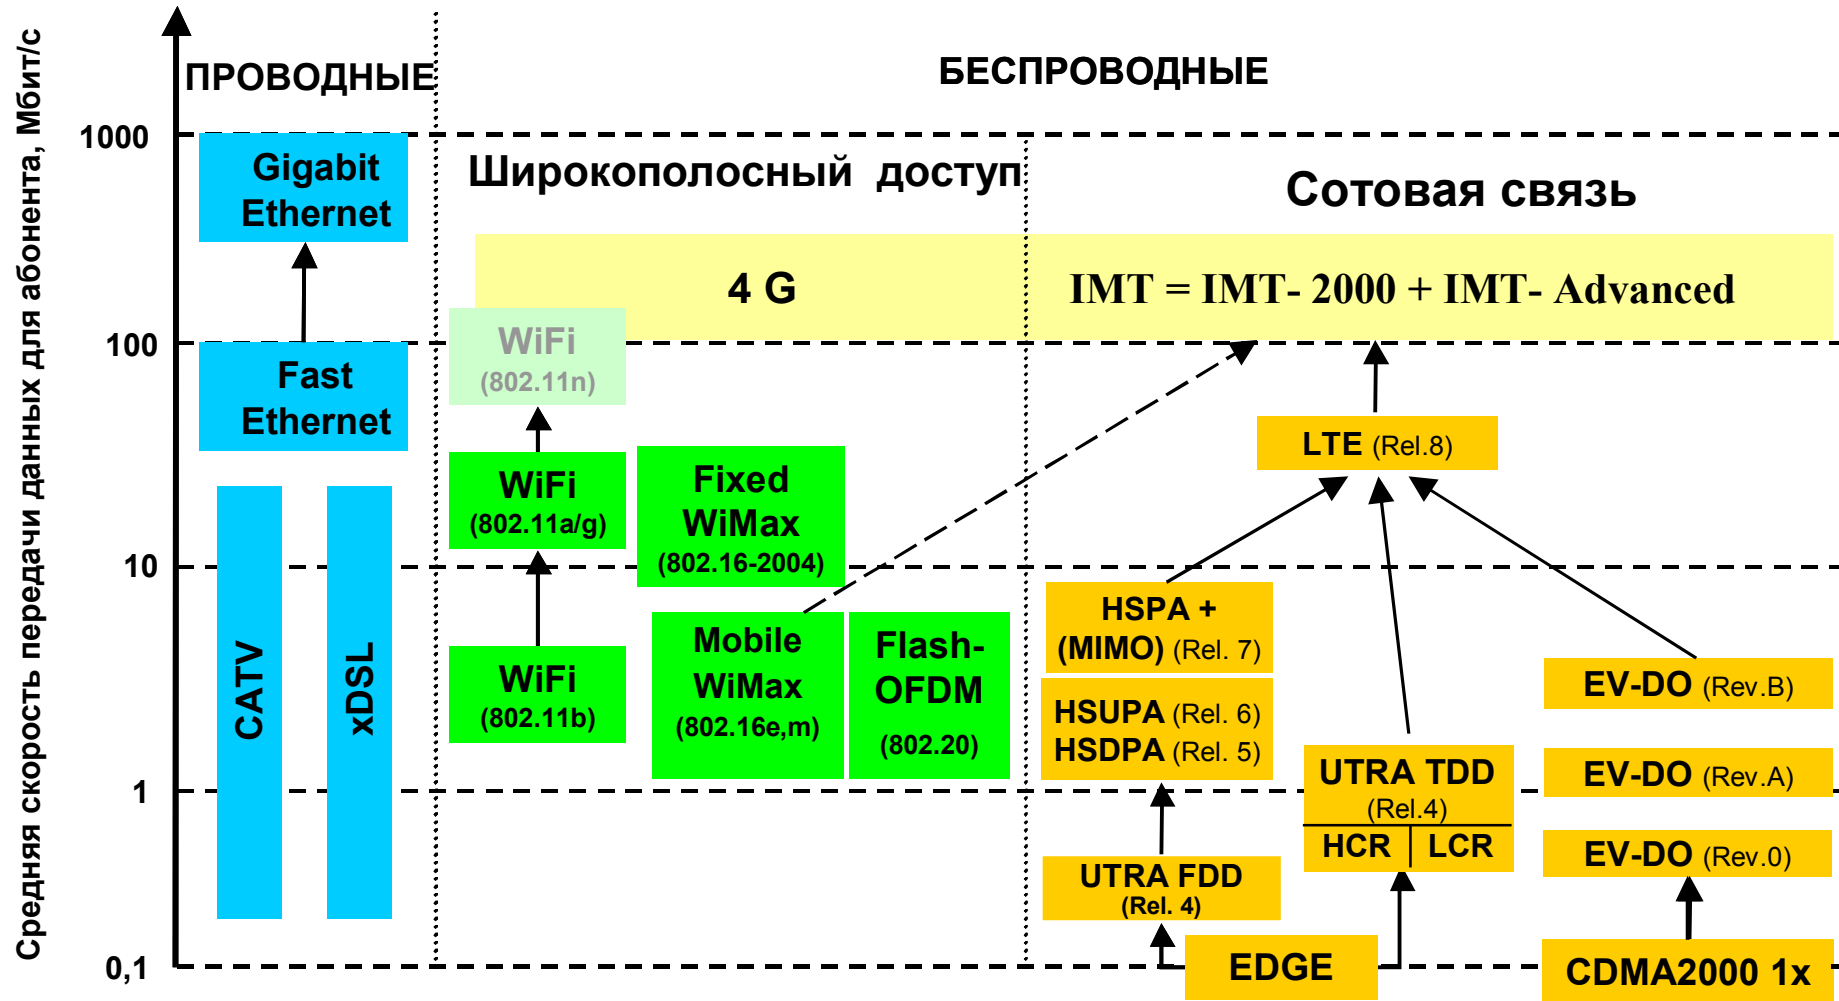 Средняя скорость передачи данных для абонента, Мбит/с
ПРОВОДНЫЕ
БЕСПРОВОДНЫЕ
1000
100
10
1
0,1
Gigabit
Ethernet
Fast
Ethernet
CATV
xDSL
Широкополосный доступ
Сотовая связь
4 G
IMT = IMT- 2000 + IMT- Advanced
WiFi
(802.11n)
WiFi
(802.11a/g)
WiFi
(802.11b)
Fixed
WiMax
(802.16-2004)
Mobile
WiMax
(802.16e,m)
Flash-
OFDM
(802.20)
LTE (Rel.8)
HSPA +
(MIMO) (Rel. 7)
HSUPA (Rel. 6)
HSDPA (Rel. 5)
UTRA FDD
(Rel. 4)
UTRA TDD
(Rel.4)
HCR LCR
EDGE
EV-DO (Rev.B)
EV-DO (Rev.A)
EV-DO (Rev.0)
CDMA2000 1x